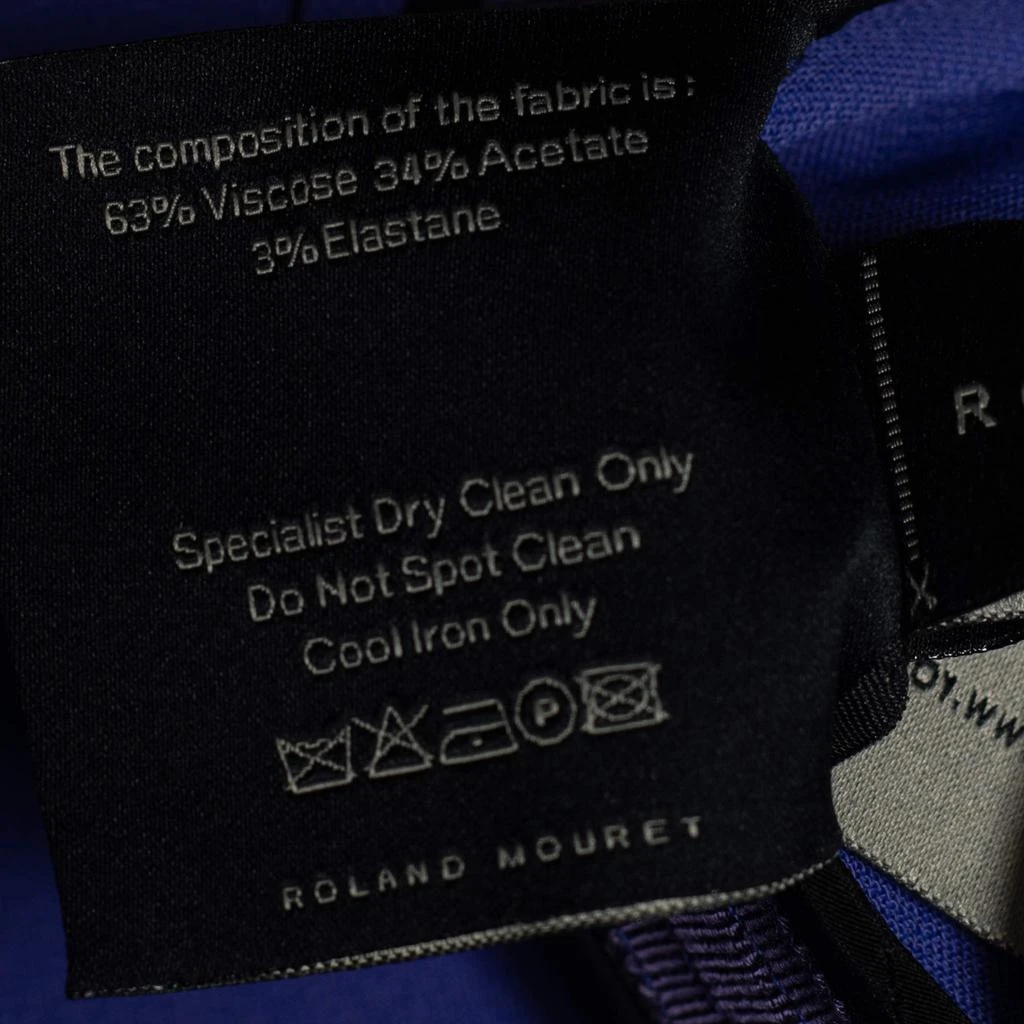 The composition of the fabric is:
63% Viscose 34% Acetate
3% Elastane
Specialist Dry Clean Only
Do Not Spot Clean
Cool Iron Only
P
ROLAND MOURET
R